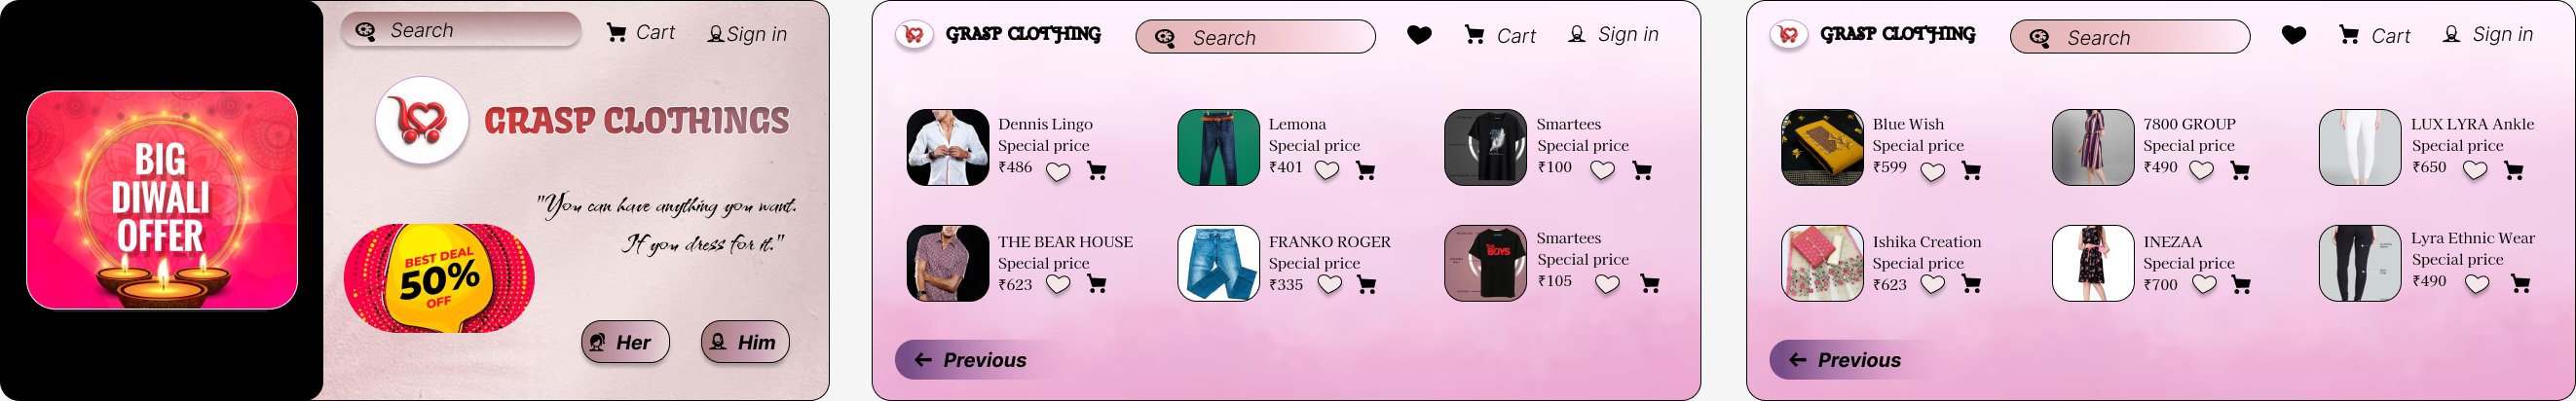 Search
Cart
Sign in
GRASP CLOTHINGS
BIG
DIWALI
OFFER
"You can have anything you want.
If you dress for it."
BEST DEAL
50%
OFF
Her
Him
GRASP CLOTHING
Search
Cart
Sign in
Dennis Lingo
Special price
₹486
Lemona
Special price
₹401
Smartees
Special price
₹100
THE BEAR HOUSE
Special price
₹623
FRANKO ROGER
Special price
₹335
THE
BOYS
Smartees
Special price
₹105
Previous
GRASP CLOTHING
Search
Cart
Sign in
Blue Wish
Special price
₹599
7800 GROUP
Special price
₹490
LUX LYRA Ankle
Special price
₹650
Ishika Creation
Special price
₹623
INEZAA
Special price
₹700
Lyra Ethnic Wear
Special price
₹490
Previous